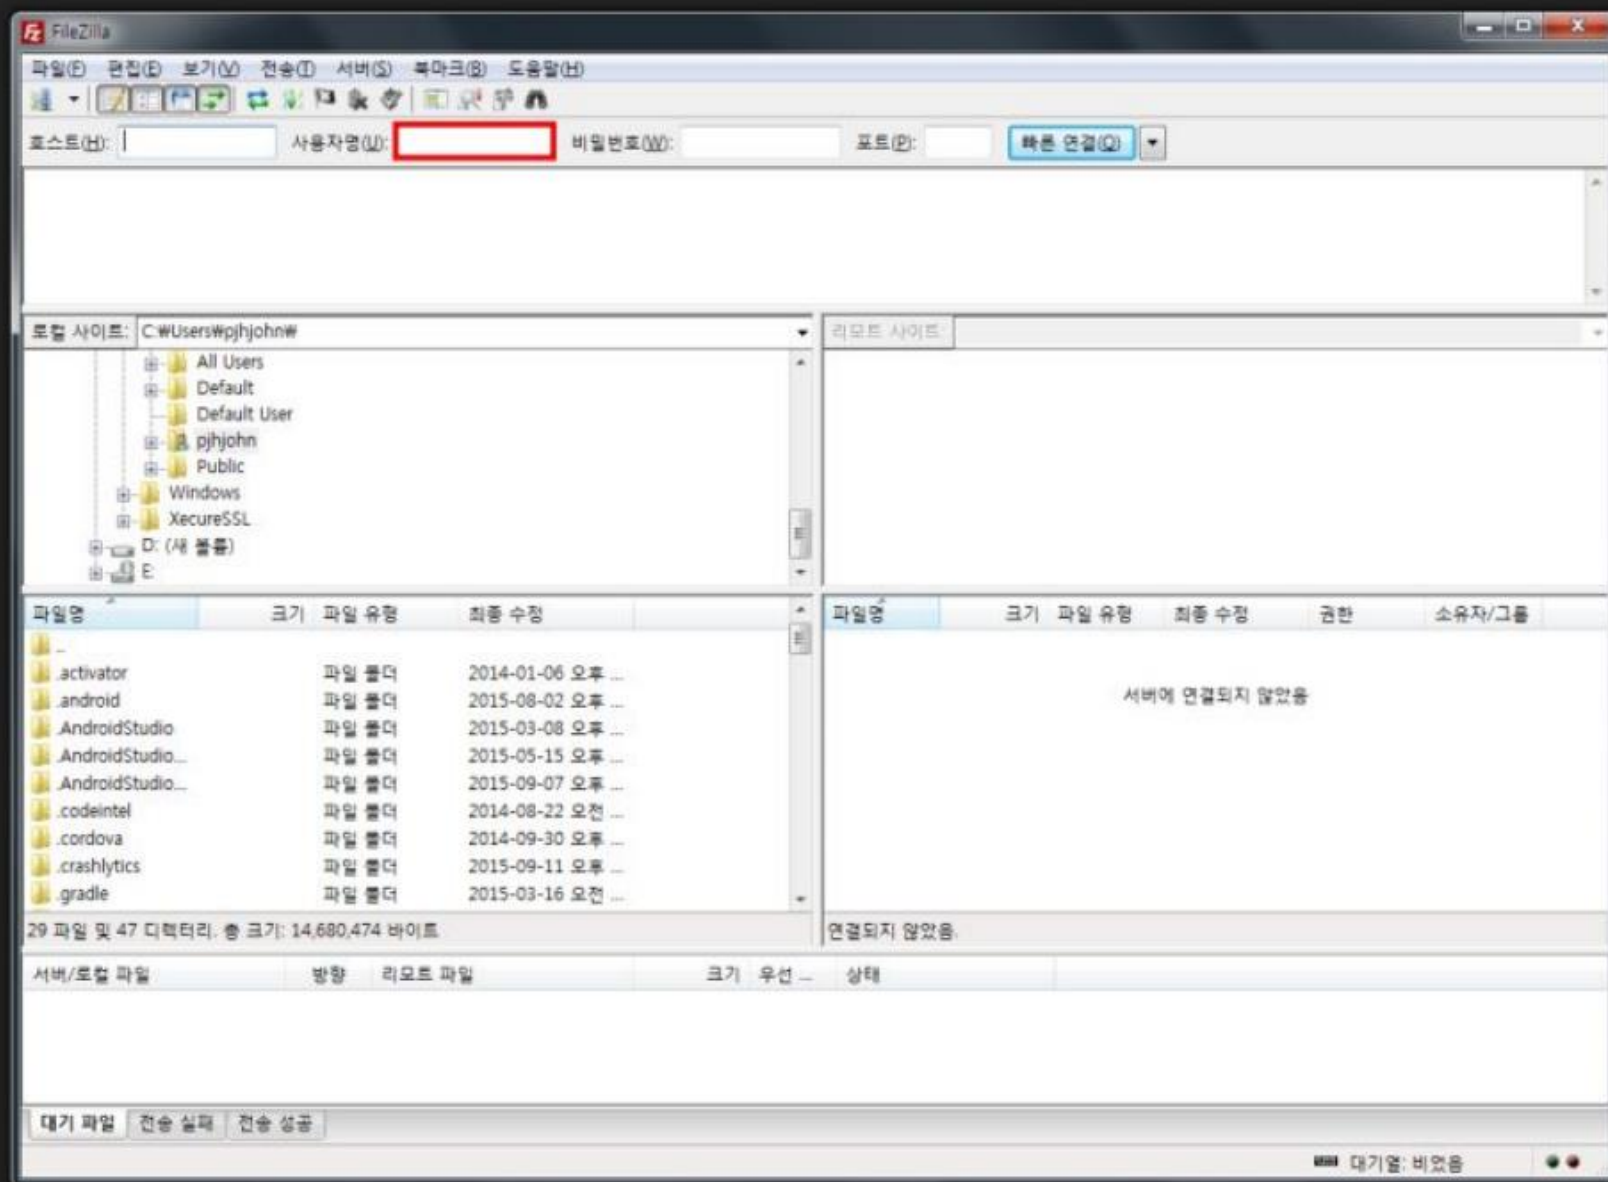 FileZilla
파일(F) 편집(E) 보기(V) 전송(T) 서버(S) 북마크(B) 도움말(H)
호스트(H): 사용자명(U): 비밀번호(W): 포트(P): 빠른 연결(Q)
로컬 사이트: C:₩Users₩pjhjohn₩
리모트 사이트:
All Users
Default
Default User
pjhjohn
Public
Windows
XecureSSL
D: (새 볼륨)
E:
파일명 크기 파일 유형 최종 수정
..
.activator 파일 폴더 2014-01-06 오후 ...
.android 파일 폴더 2015-08-02 오후 ...
.AndroidStudio 파일 폴더 2015-03-08 오후 ...
.AndroidStudio... 파일 폴더 2015-05-15 오후 ...
.AndroidStudio... 파일 폴더 2015-09-07 오후 ...
.codeintel 파일 폴더 2014-08-22 오전 ...
.cordova 파일 폴더 2014-09-30 오후 ...
.crashlytics 파일 폴더 2015-09-11 오후 ...
.gradle 파일 폴더 2015-03-16 오전 ...
29 파일 및 47 디렉터리. 총 크기: 14,680,474 바이트
파일명 크기 파일 유형 최종 수정 권한 소유자/그룹
서버에 연결되지 않았음
연결되지 않았음.
서버/로컬 파일 방향 리모트 파일 크기 우선 ... 상태
대기 파일 전송 실패 전송 성공
대기열: 비었음